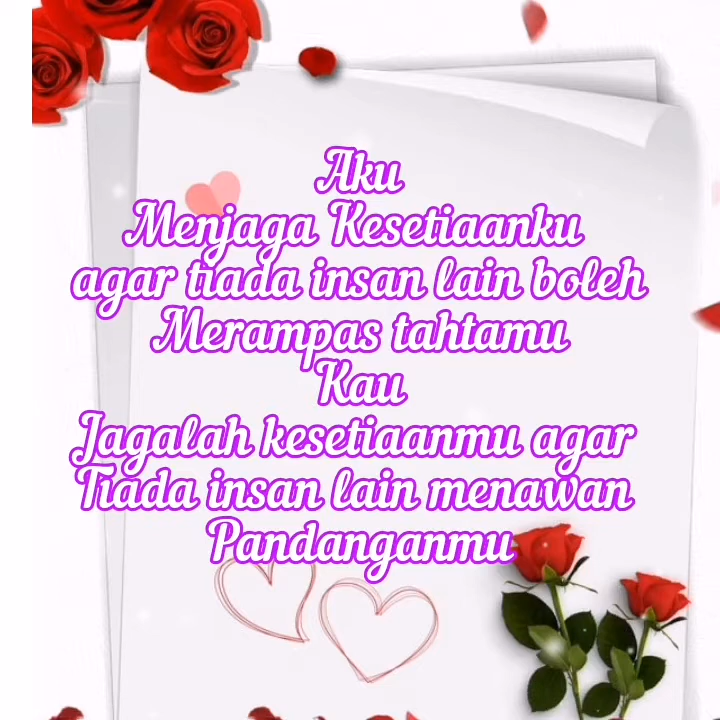 Aku
Menjaga Kesetiaanku
agar tiada insan lain boleh
Merampas tahtamu
Kau
Jagalah kesetiaanmu agar
Tiada insan lain menawan
Pandanganmu